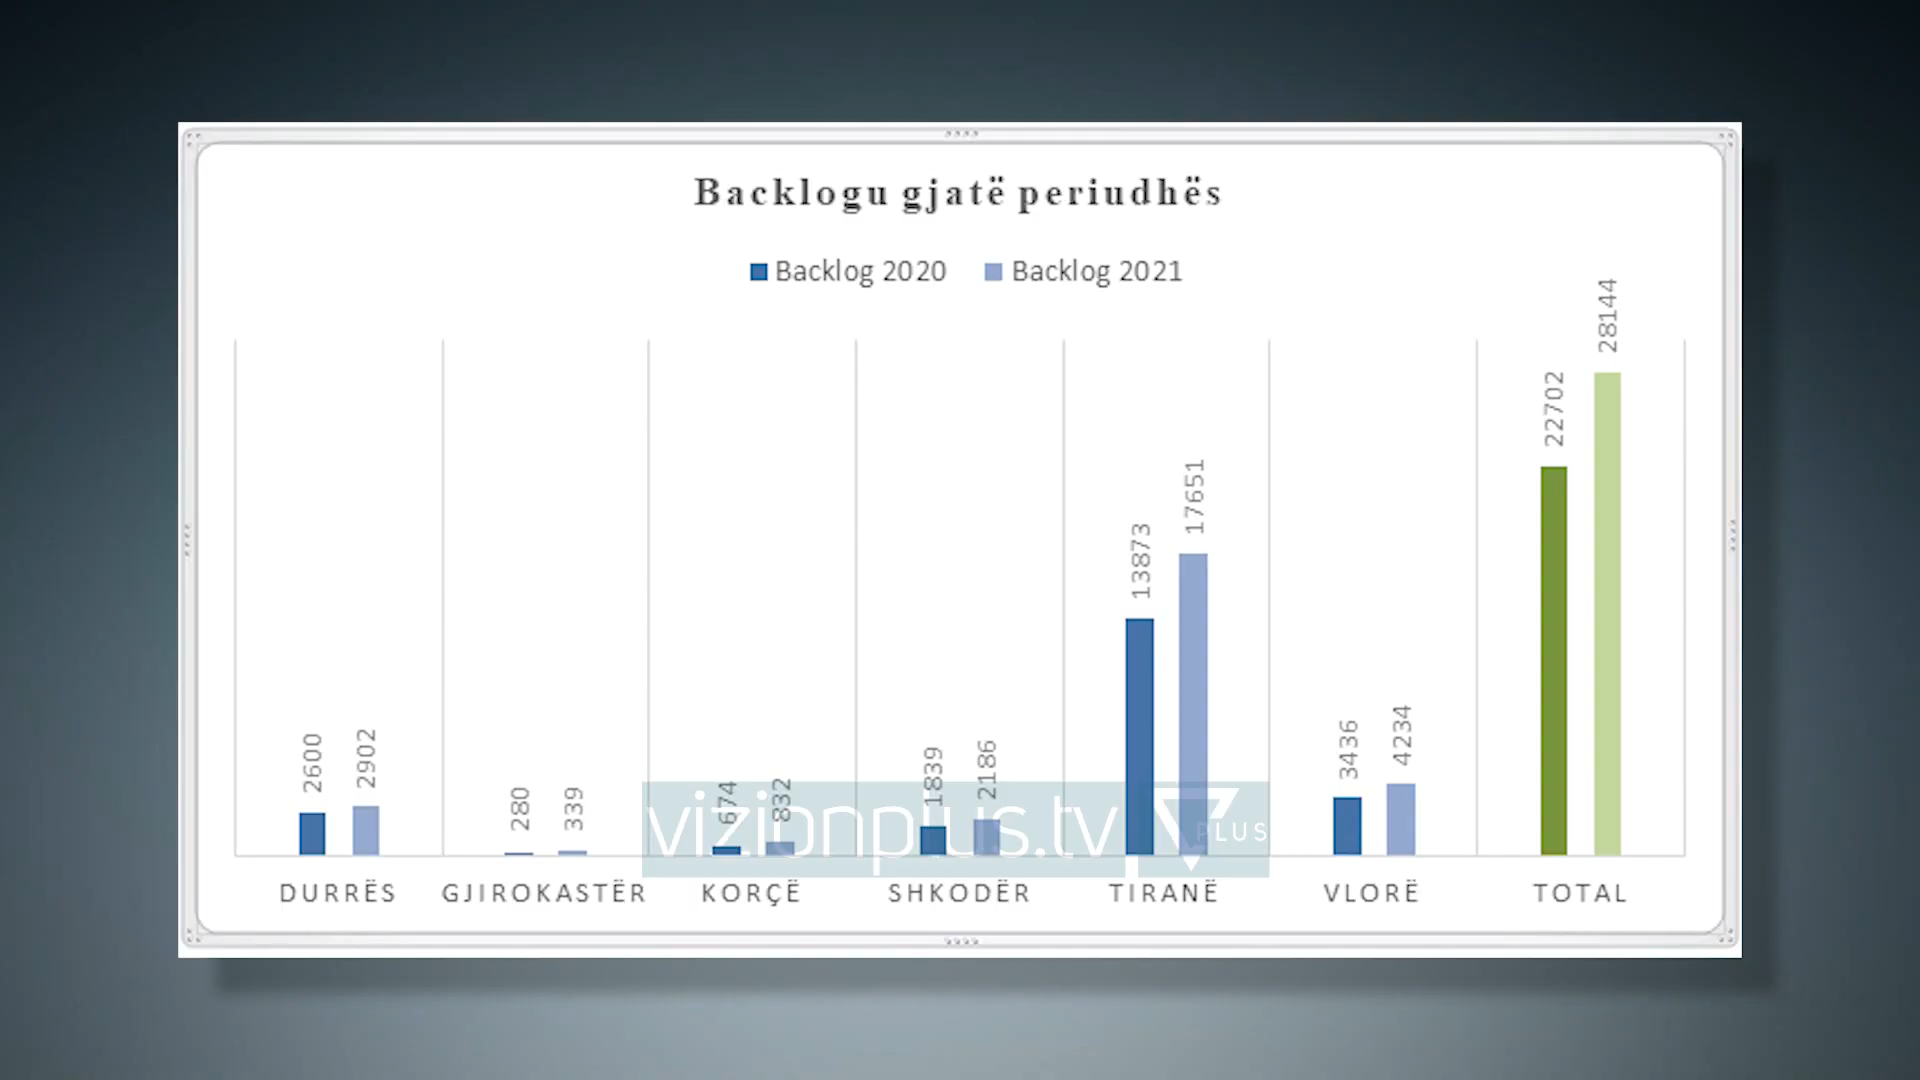 Backlogu gjatë periudhës
Backlog 2020 Backlog 2021
2600 2902 280 339 674 832 1839 2186 13873 17651 3436 4234 22702 28144
vizionplus.tv PLUS
DURRËS GJIROKASTËR KORÇË SHKODËR TIRANË VLORË TOTAL